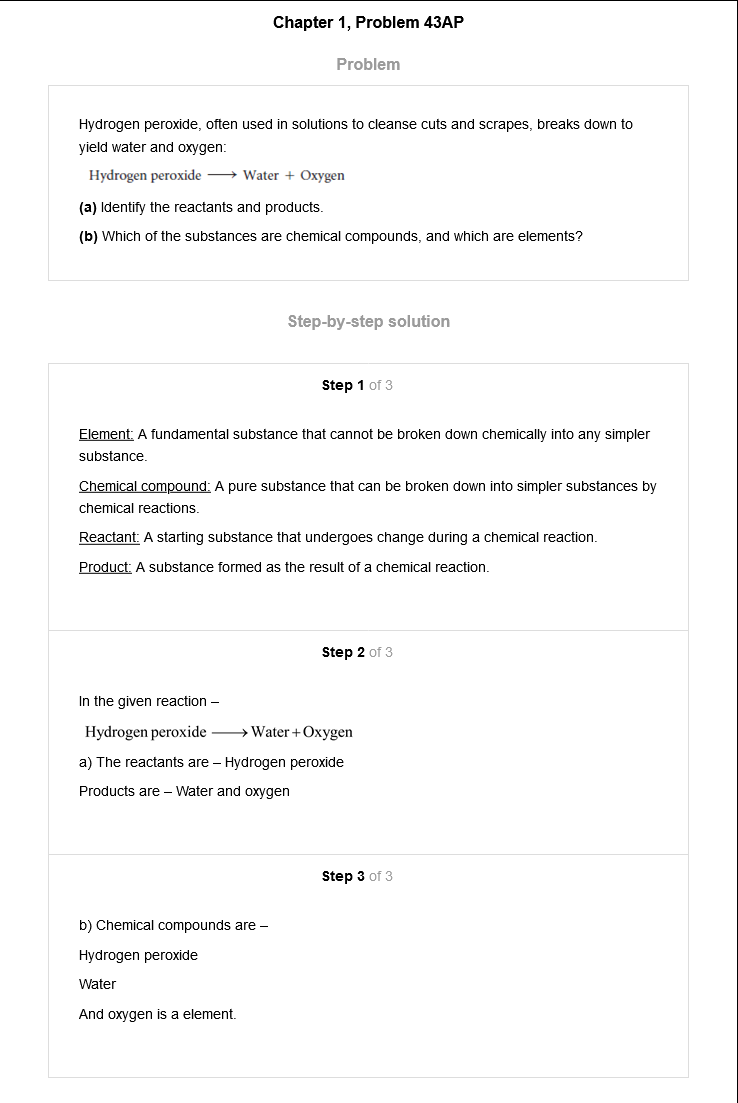 Chapter 1, Problem 43AP
Problem
Hydrogen peroxide, often used in solutions to cleanse cuts and scrapes, breaks down to
yield water and oxygen:
Hydrogen peroxide ⟶ Water + Oxygen
(a) Identify the reactants and products.
(b) Which of the substances are chemical compounds, and which are elements?
Step-by-step solution
Step 1 of 3
Element: A fundamental substance that cannot be broken down chemically into any simpler
substance.
Chemical compound: A pure substance that can be broken down into simpler substances by
chemical reactions.
Reactant: A starting substance that undergoes change during a chemical reaction.
Product: A substance formed as the result of a chemical reaction.
Step 2 of 3
In the given reaction –
Hydrogen peroxide ⟶ Water+Oxygen
a) The reactants are – Hydrogen peroxide
Products are – Water and oxygen
Step 3 of 3
b) Chemical compounds are –
Hydrogen peroxide
Water
And oxygen is a element.